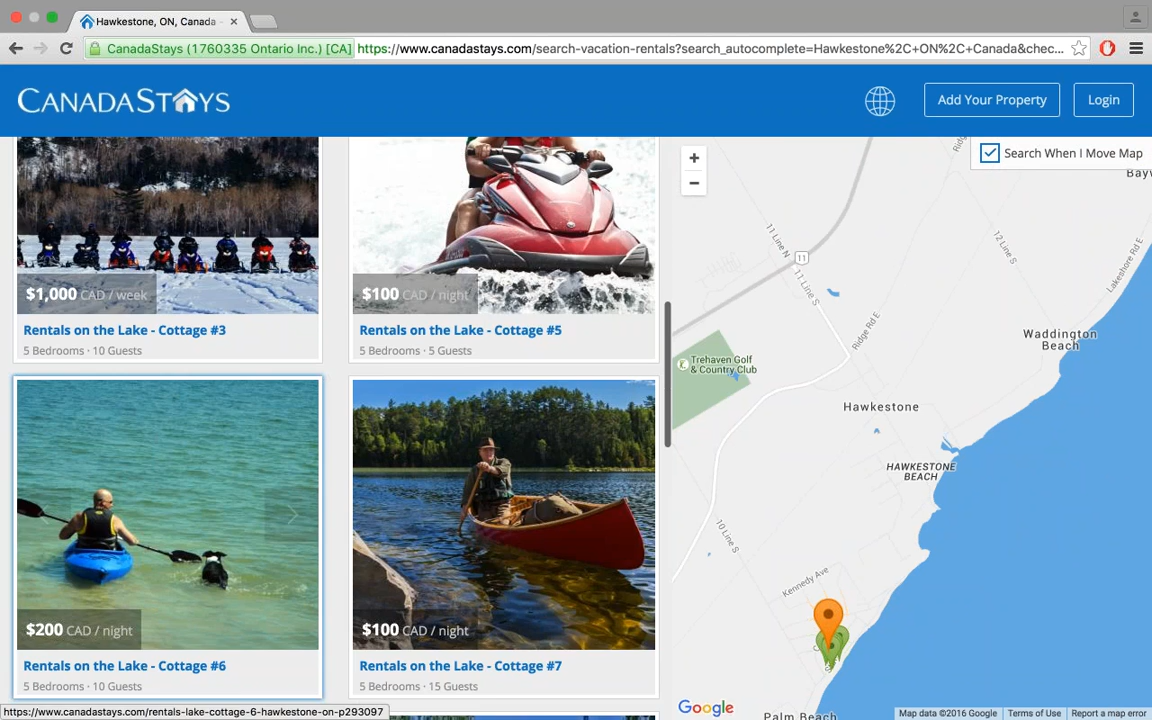 Hawkestone, ON, Canada
CanadaStays (1760335 Ontario Inc.) [CA]
https://www.canadastays.com/search-vacation-rentals?search_autocomplete=Hawkestone%2C+ON%2C+Canada&chec...
CANADASTAYS
Add Your Property
Login
$1,000 CAD / week
Rentals on the Lake - Cottage #3
5 Bedrooms · 10 Guests
$100 CAD / night
Rentals on the Lake - Cottage #5
5 Bedrooms · 5 Guests
$200 CAD / night
Rentals on the Lake - Cottage #6
5 Bedrooms · 10 Guests
$100 CAD / night
Rentals on the Lake - Cottage #7
5 Bedrooms · 15 Guests
https://www.canadastays.com/rentals-lake-cottage-6-hawkestone-on-p293097
Search When I Move Map
11 Line N
11
11 Line S
12 Line S
Lakeshore Rd E
Ridge Rd E
Waddington
Beach
Trehaven Golf
& Country Club
Hawkestone
HAWKESTONE
BEACH
10 Line S
Kennedy Ave
Palm Beach
Google
Map data ©2016 Google
Terms of Use
Report a map error